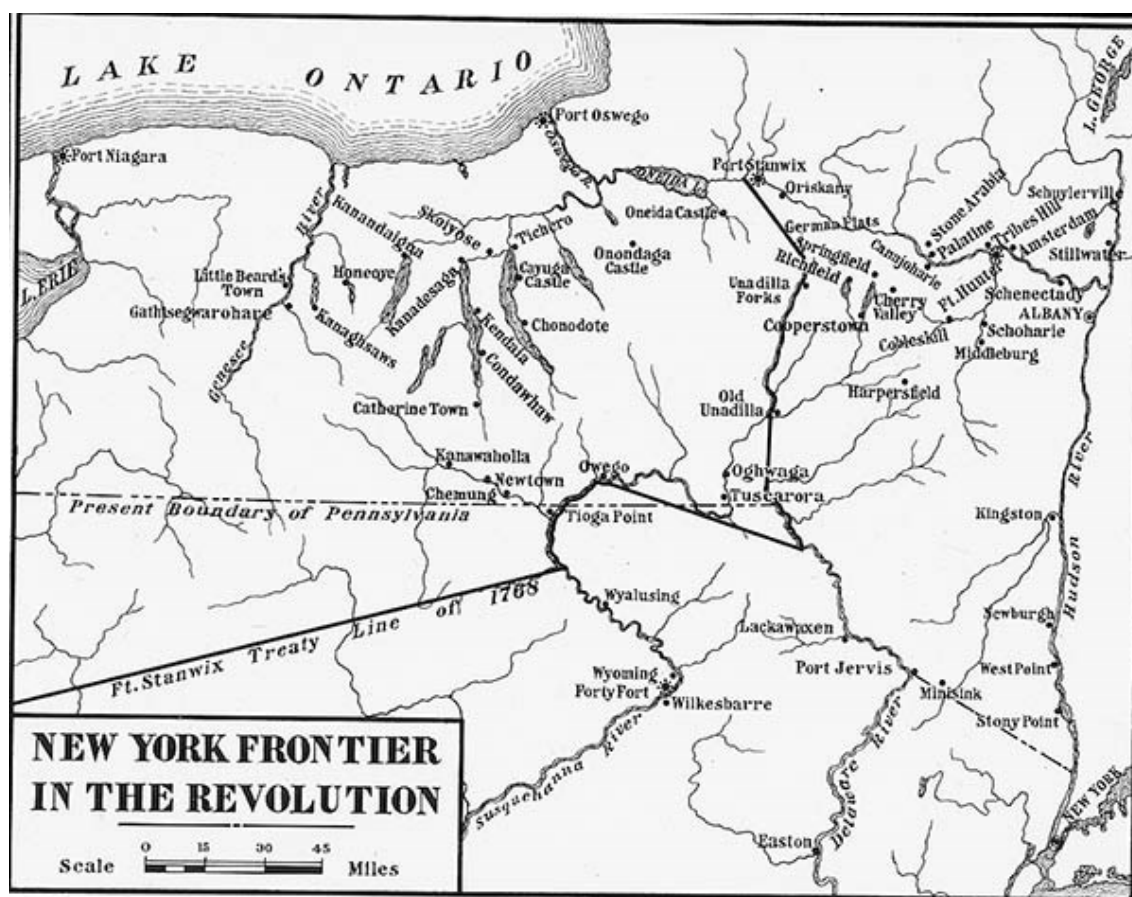 LAKE ONTARIO
L. GEORGE
Fort Oswego
Oswego R.
Fort Niagara
Fort Stanwix
ONEIDA L.
Oriskany
Schuylerville
River
Kanandaigna
Skoiyose
Tichero
Oneida Castle
German Flats
Stone Arabia
Palatine
Tribes Hill
Amsterdam
Onondaga
Castle
Springfield
Richfield
Canajoharie
Ft. Hunter
Stillwater
L. ERIE
Little Beard's
Town
Honeoye
Kanadesaga
Cayuga
Castle
Unadilla
Forks
Cherry
Valley
Schenectady
ALBANY
Gathtsegwarohare
Kanaghsaws
Kendaia
Chonodote
Cooperstown
Cobleskill
Schoharie
Middleburg
Genesee
Condawhaw
Catherine Town
Old
Unadilla
Harpersfield
Kanawaholla
Newtown
Chemung
Owego
Oghwaga
Tuscarora
Present Boundary of Pennsylvania
Tioga Point
Kingston
Hudson River
Ft. Stanwix Treaty Line of 1768
Wyalusing
Lackawaxen
Newburgh
Wyoming
Forty Fort
Wilkesbarre
Port Jervis
Minisink
West Point
Stony Point
Susquehanna River
Delaware River
Easton
NEW YORK
NEW YORK FRONTIER
IN THE REVOLUTION
0 15 30 45
Scale Miles